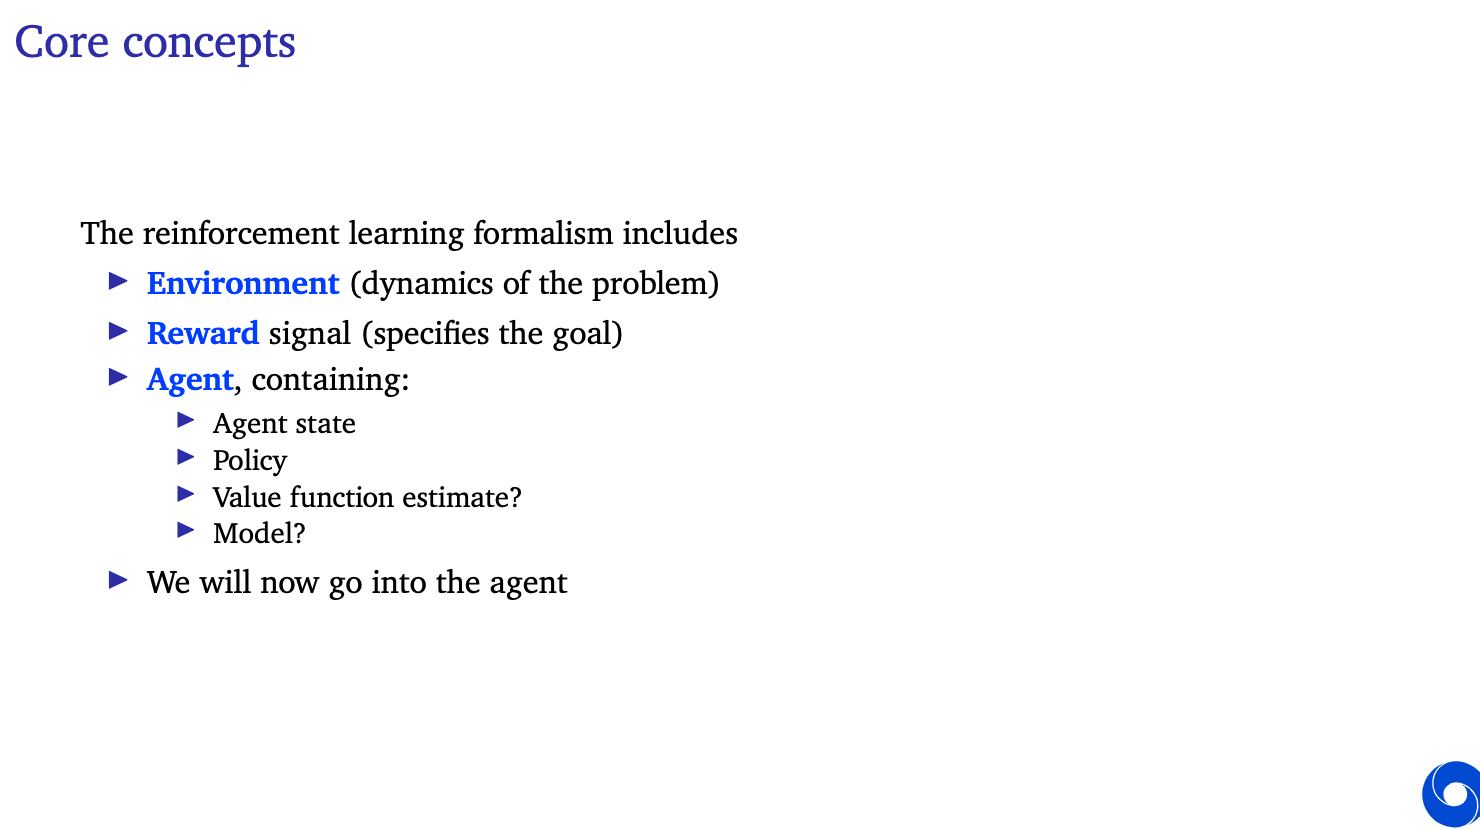 Core concepts
The reinforcement learning formalism includes
▶ Environment (dynamics of the problem)
▶ Reward signal (specifies the goal)
▶ Agent, containing:
▶ Agent state
▶ Policy
▶ Value function estimate?
▶ Model?
▶ We will now go into the agent